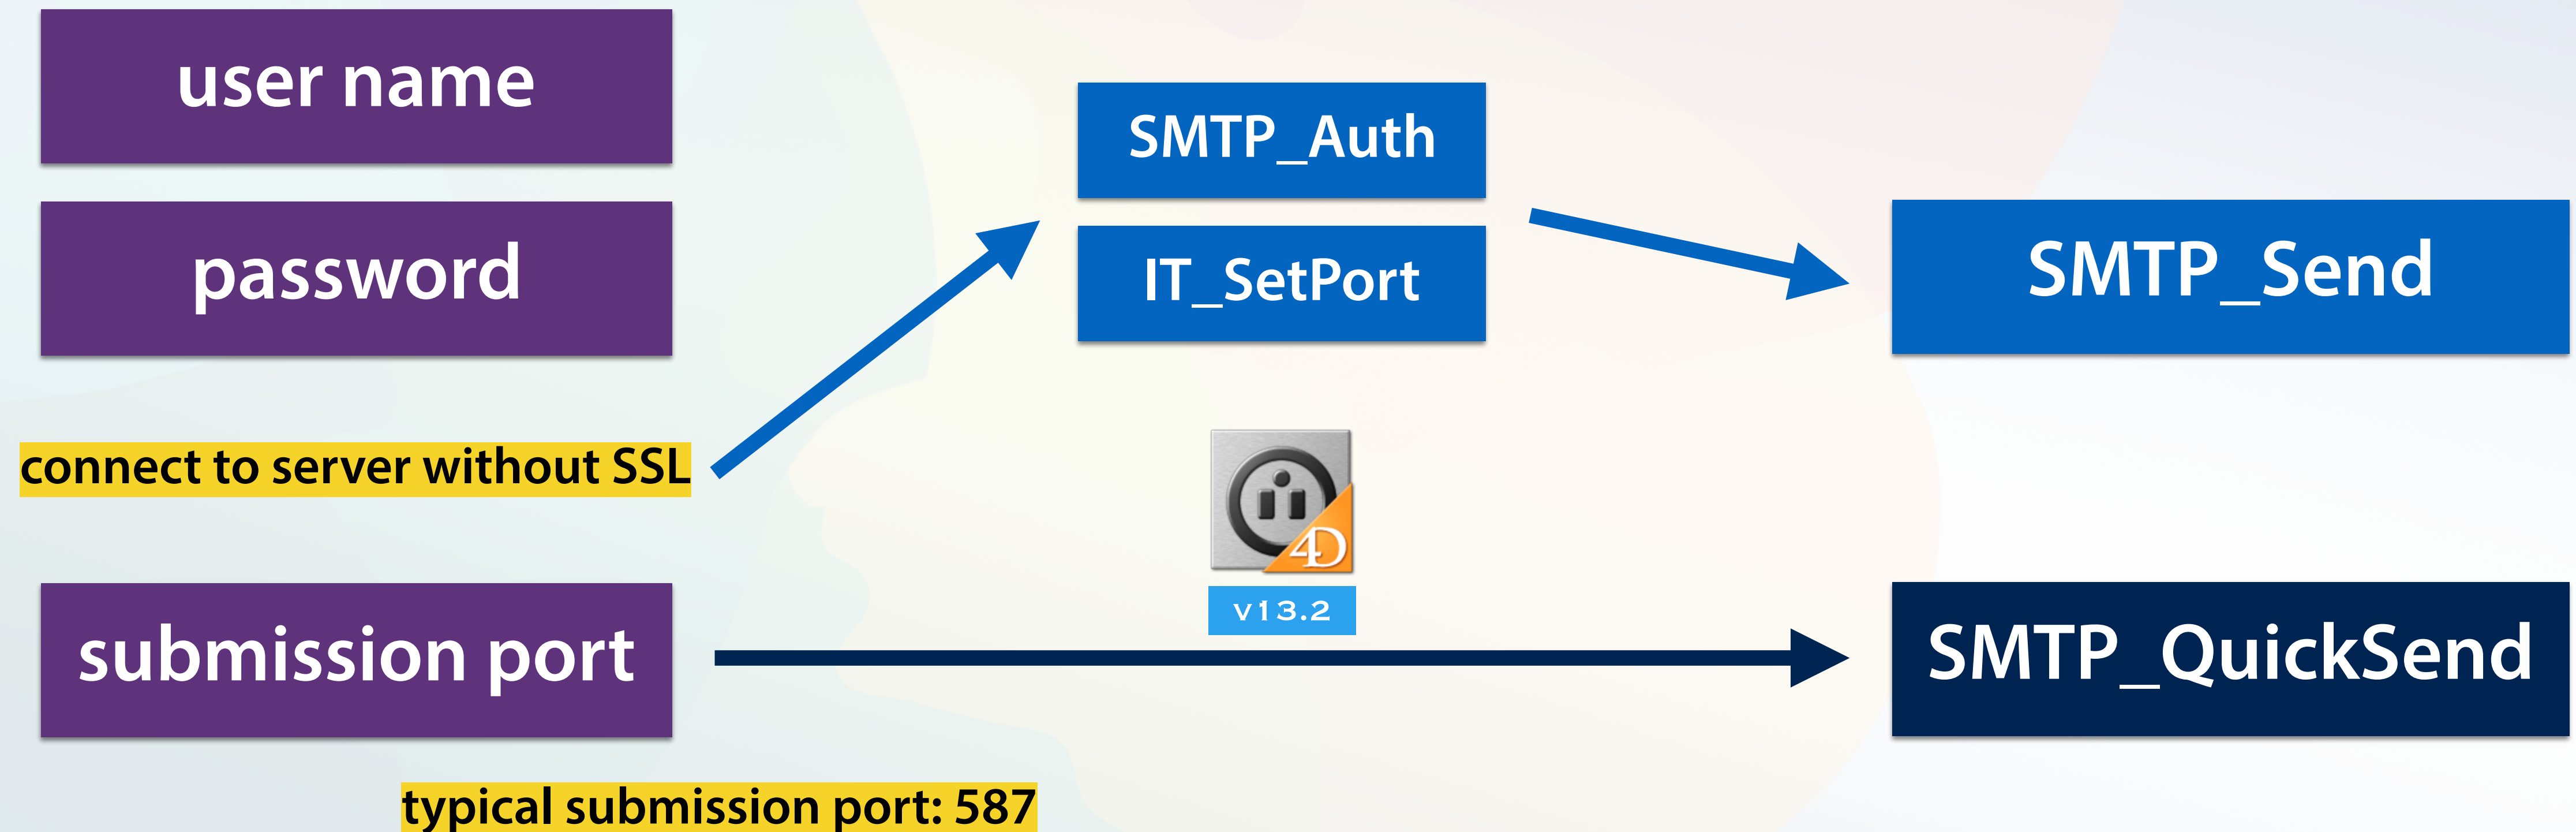 user name
password
connect to server without SSL
submission port
typical submission port: 587
SMTP_Auth
IT_SetPort
4D
v13.2
SMTP_Send
SMTP_QuickSend